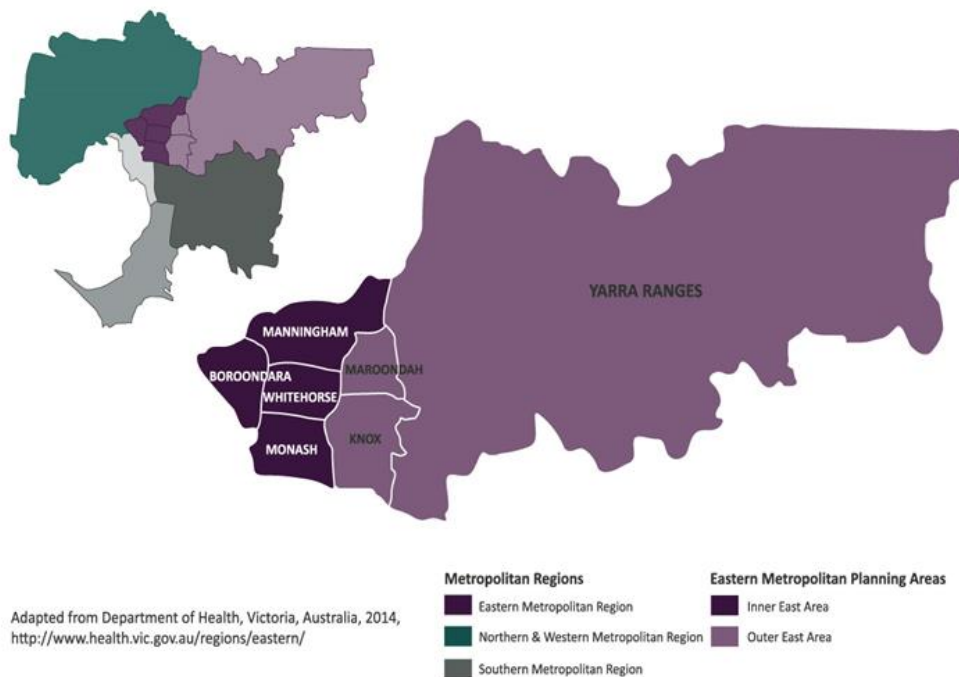 YARRA RANGES
MANNINGHAM
MAROONDAH
BOROONDARA
WHITEHORSE
KNOX
MONASH
Metropolitan Regions
Eastern Metropolitan Region
Northern & Western Metropolitan Region
Southern Metropolitan Region
Eastern Metropolitan Planning Areas
Inner East Area
Outer East Area
Adapted from Department of Health, Victoria, Australia, 2014,
http://www.health.vic.gov.au/regions/eastern/